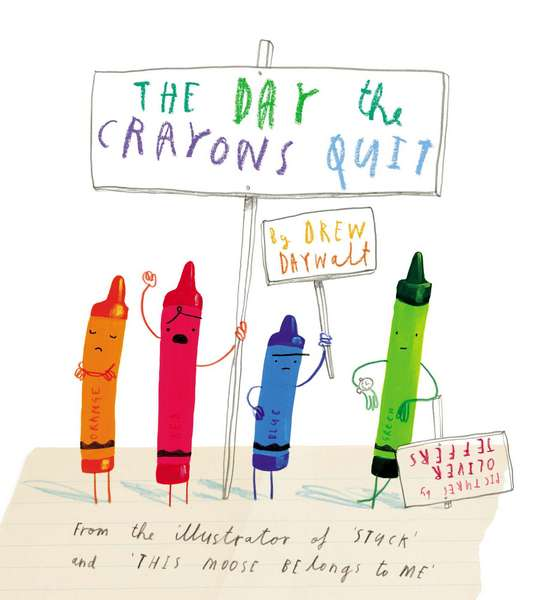 THE DAY the
CRAYONS QUIT
By DREW
DAYWalt
ORANGE
RED
BLUE
GREEN
PICTURES by
OLIVER
JEFFERS
From the illustrator of 'STUCK'
and 'THIS MOOSE BElongs to ME'